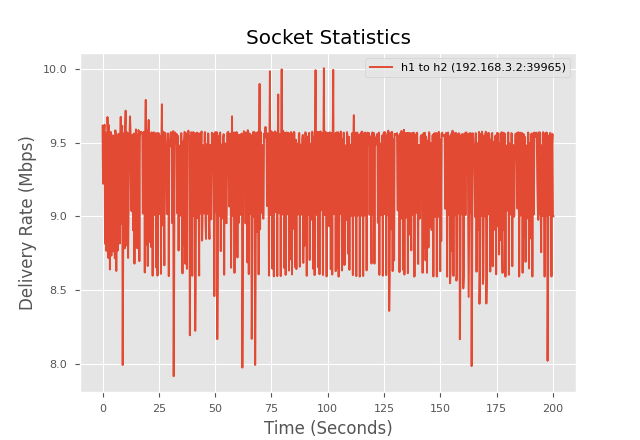 Socket Statistics
h1 to h2 (192.168.3.2:39965)
Delivery Rate (Mbps)
10.0
9.5
9.0
8.5
8.0
0 25 50 75 100 125 150 175 200
Time (Seconds)